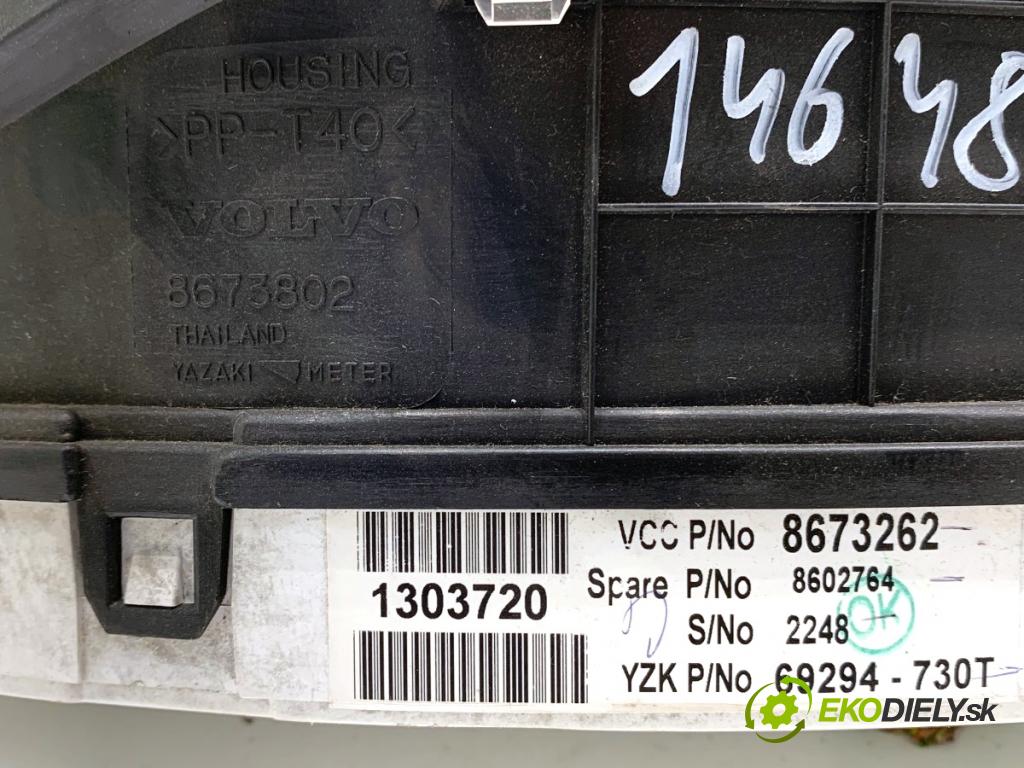 HOUSING
>PP-T40<
VOLVO
8673802
THAILAND
YAZAKI METER
14648
1303720
VCC P/No 8673262
Spare P/No 8602764
S/No 2248
OK
YZK P/No 69294-730T
EKODIELY.sk